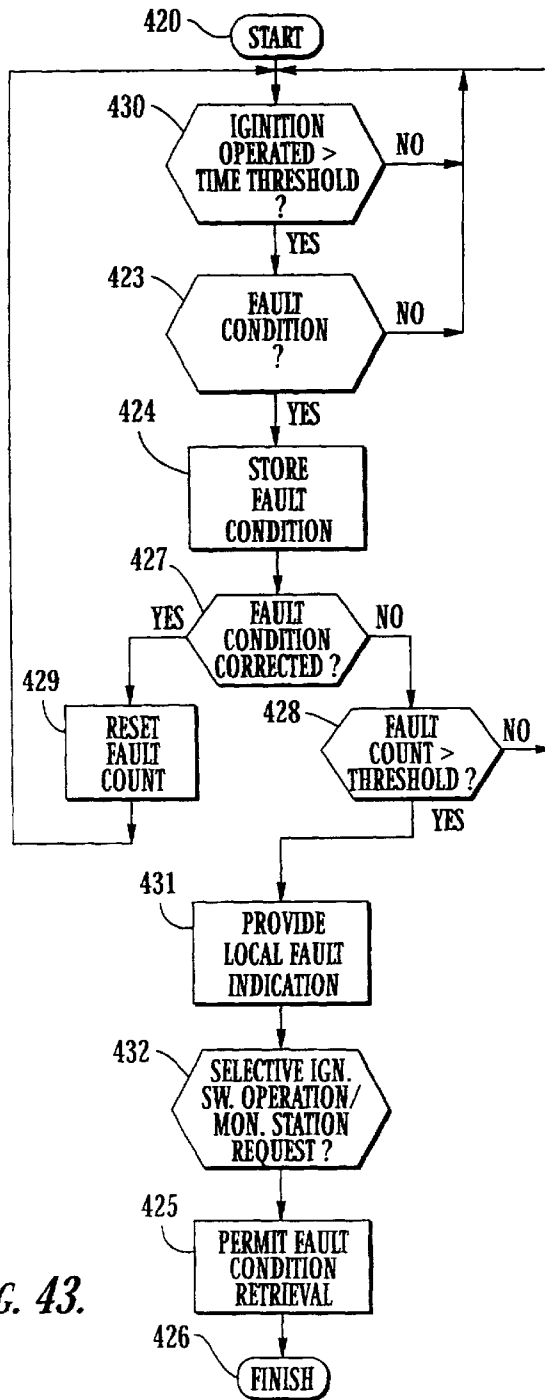 420
START
430
IGINITION
OPERATED >
TIME THRESHOLD
?
NO
YES
423
FAULT
CONDITION
?
NO
YES
424
STORE
FAULT
CONDITION
427
YES
FAULT
CONDITION
CORRECTED ?
NO
429
RESET
FAULT
COUNT
428
FAULT
COUNT >
THRESHOLD ?
NO
YES
431
PROVIDE
LOCAL FAULT
INDICATION
432
SELECTIVE IGN.
SW. OPERATION/
MON. STATION
REQUEST ?
425
PERMIT FAULT
CONDITION
RETRIEVAL
G. 43.
426
FINISH